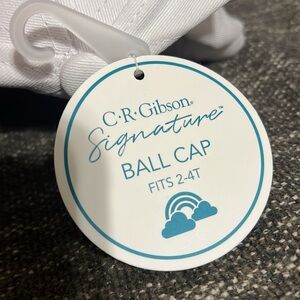 C·R·Gibson®
Signature™
BALL CAP
FITS 2-4T